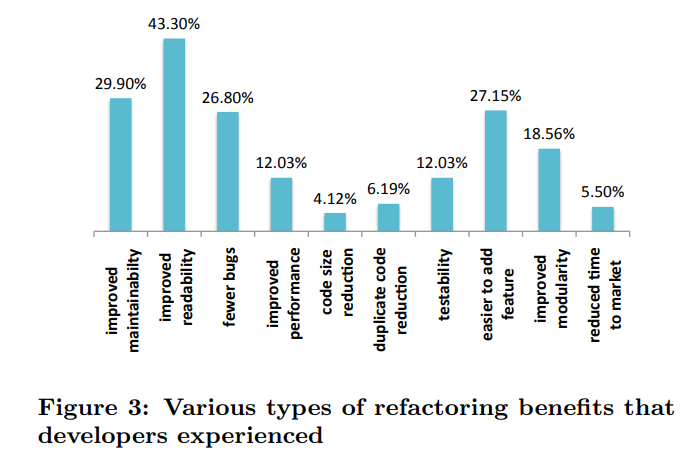 43.30%
29.90%
26.80%
12.03%
4.12%
6.19%
12.03%
27.15%
18.56%
5.50%
improved
maintainabilty
improved
readability
fewer bugs
improved
performance
code size
reduction
duplicate code
reduction
testability
easier to add
feature
improved
modularity
reduced time
to market
Figure 3: Various types of refactoring benefits that
developers experienced